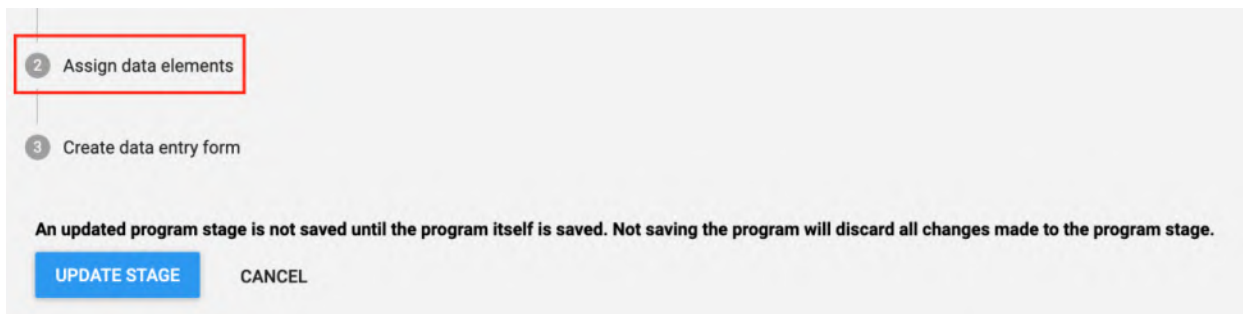 2 Assign data elements
3 Create data entry form
An updated program stage is not saved until the program itself is saved. Not saving the program will discard all changes made to the program stage.
UPDATE STAGE CANCEL